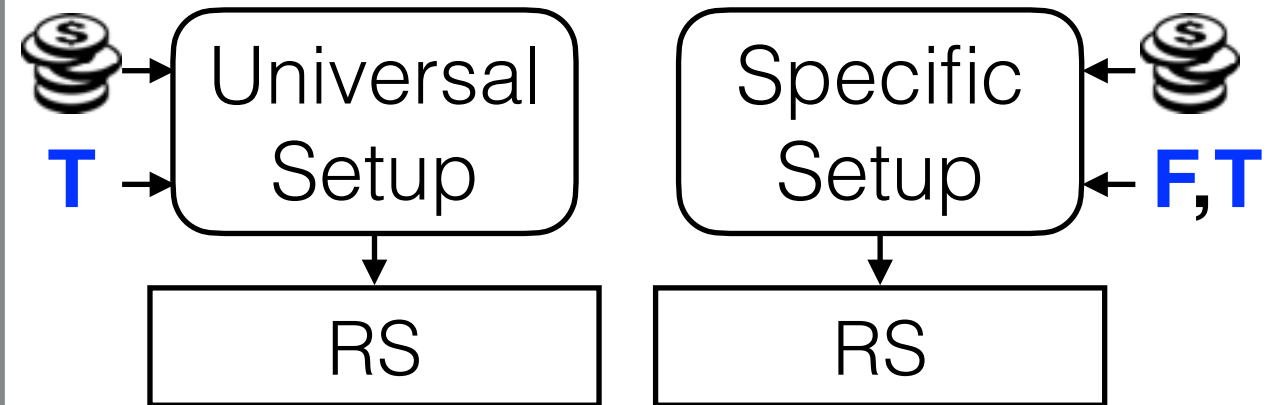 Universal
Setup
T
RS
Specific
Setup
F,T
RS